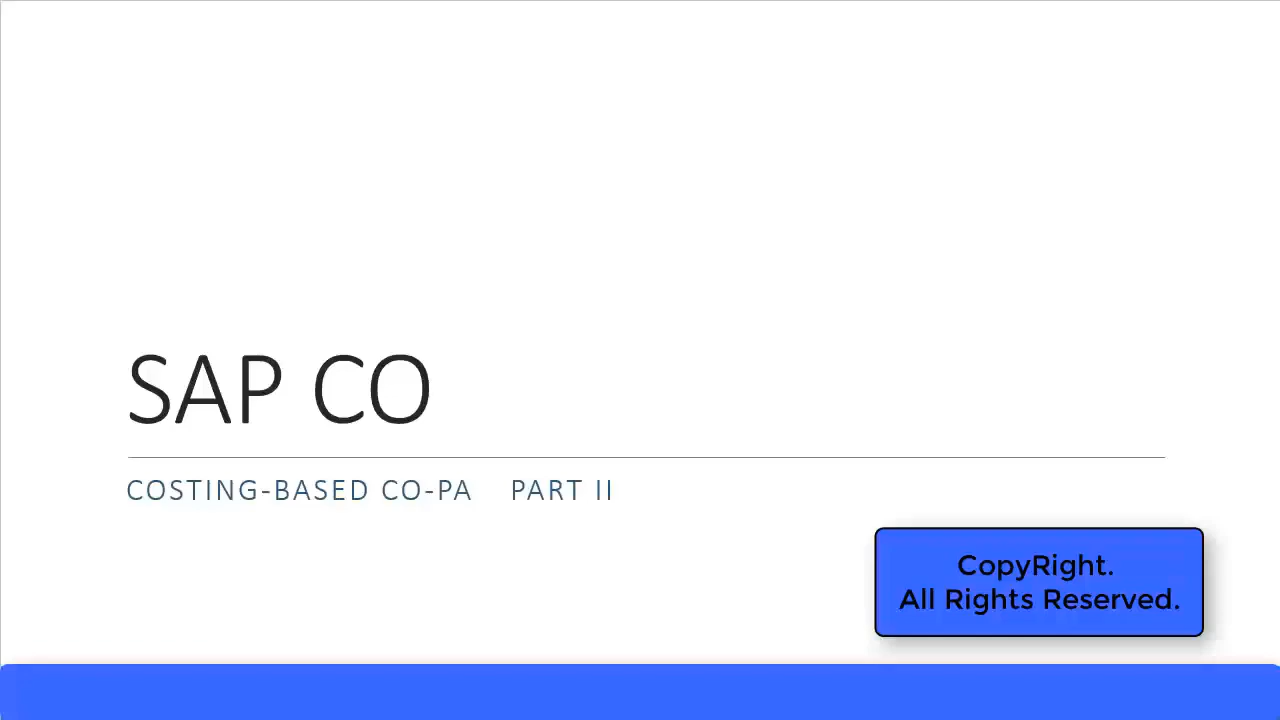 SAP CO
COSTING-BASED CO-PA PART II
CopyRight.
All Rights Reserved.